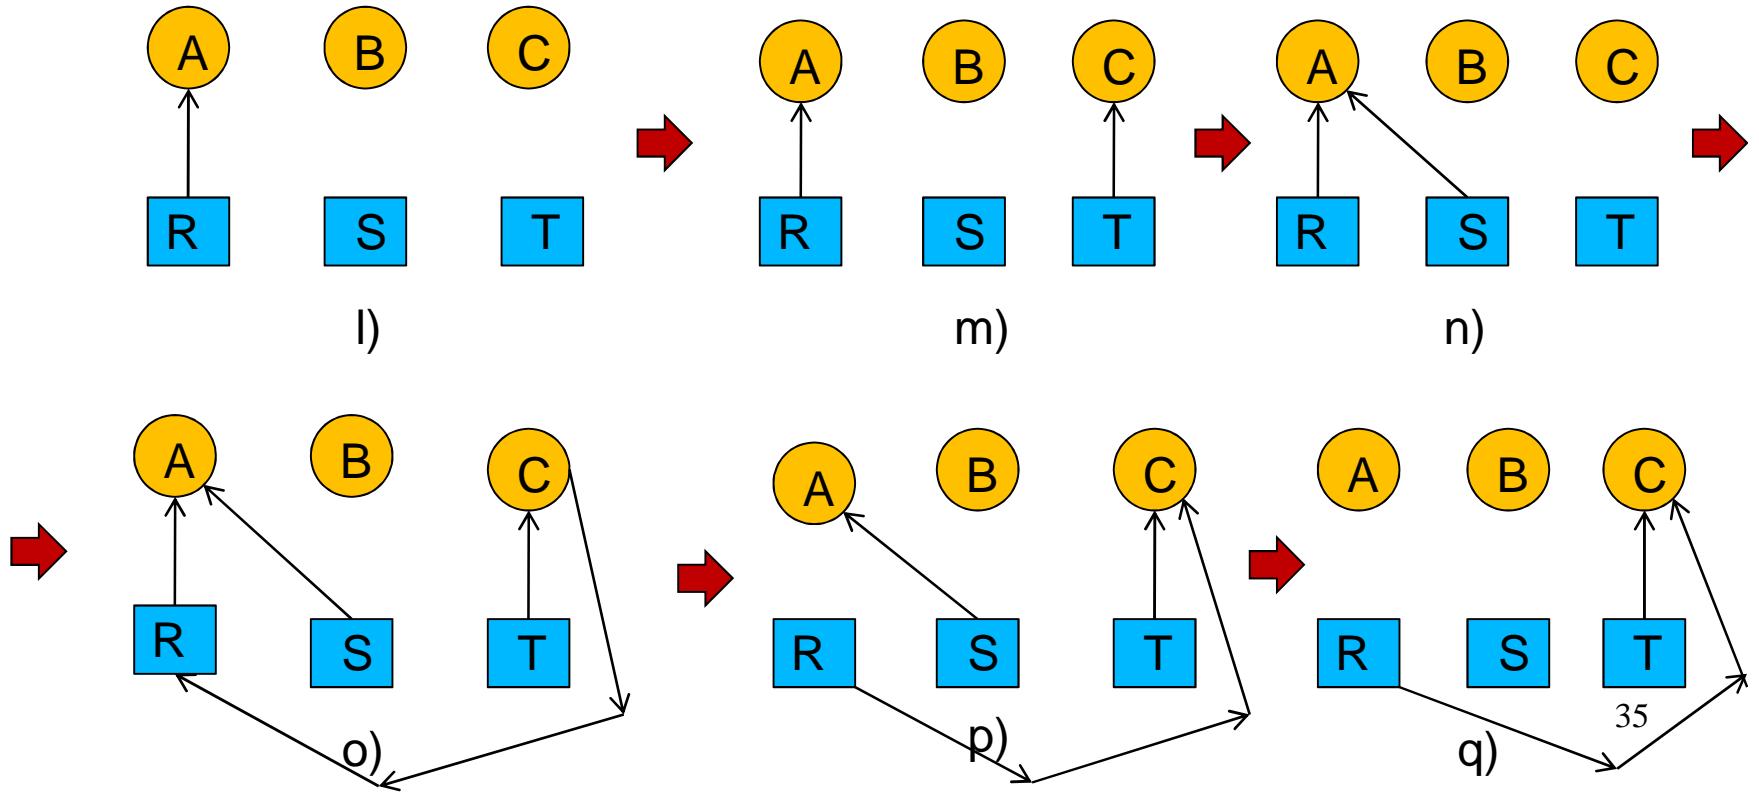 A B C A B C A B C
R S T R S T R S T
l) m) n)
A B C A B C A B C
R S T R S T R S T
35
o) p) q)